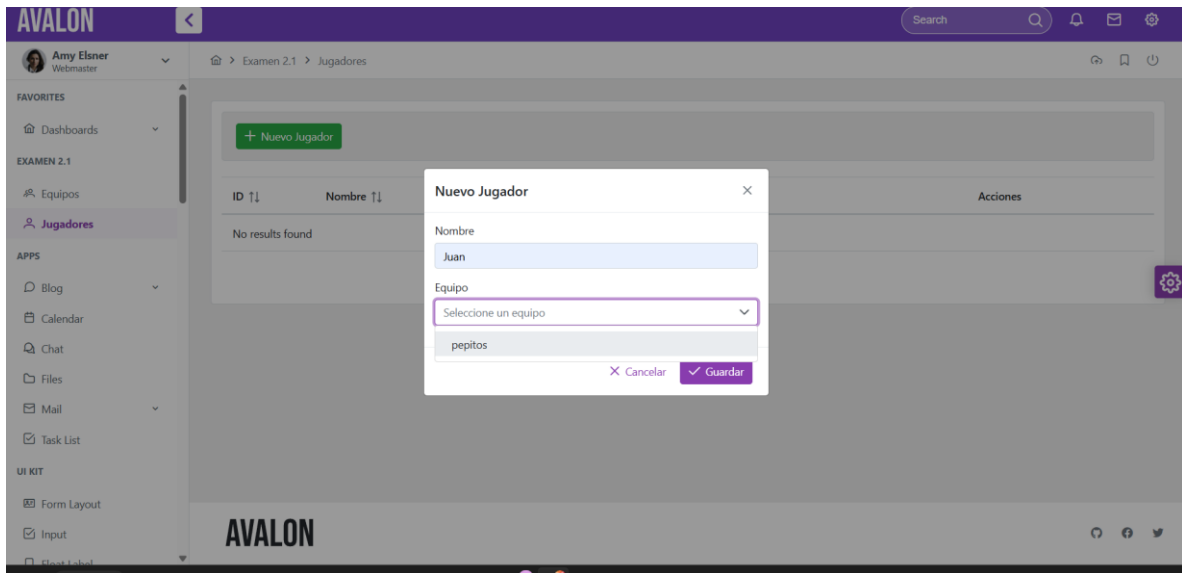 AVALON
Search
Amy Elsner
Webmaster
Examen 2.1 > Jugadores
FAVORITES
Dashboards
EXAMEN 2.1
Equipos
Jugadores
APPS
Blog
Calendar
Chat
Files
Mail
Task List
UI KIT
Form Layout
Input
Float Label
+ Nuevo Jugador
ID
Nombre
Acciones
No results found
Nuevo Jugador
Nombre
Juan
Equipo
Seleccione un equipo
pepitos
Cancelar
Guardar
AVALON